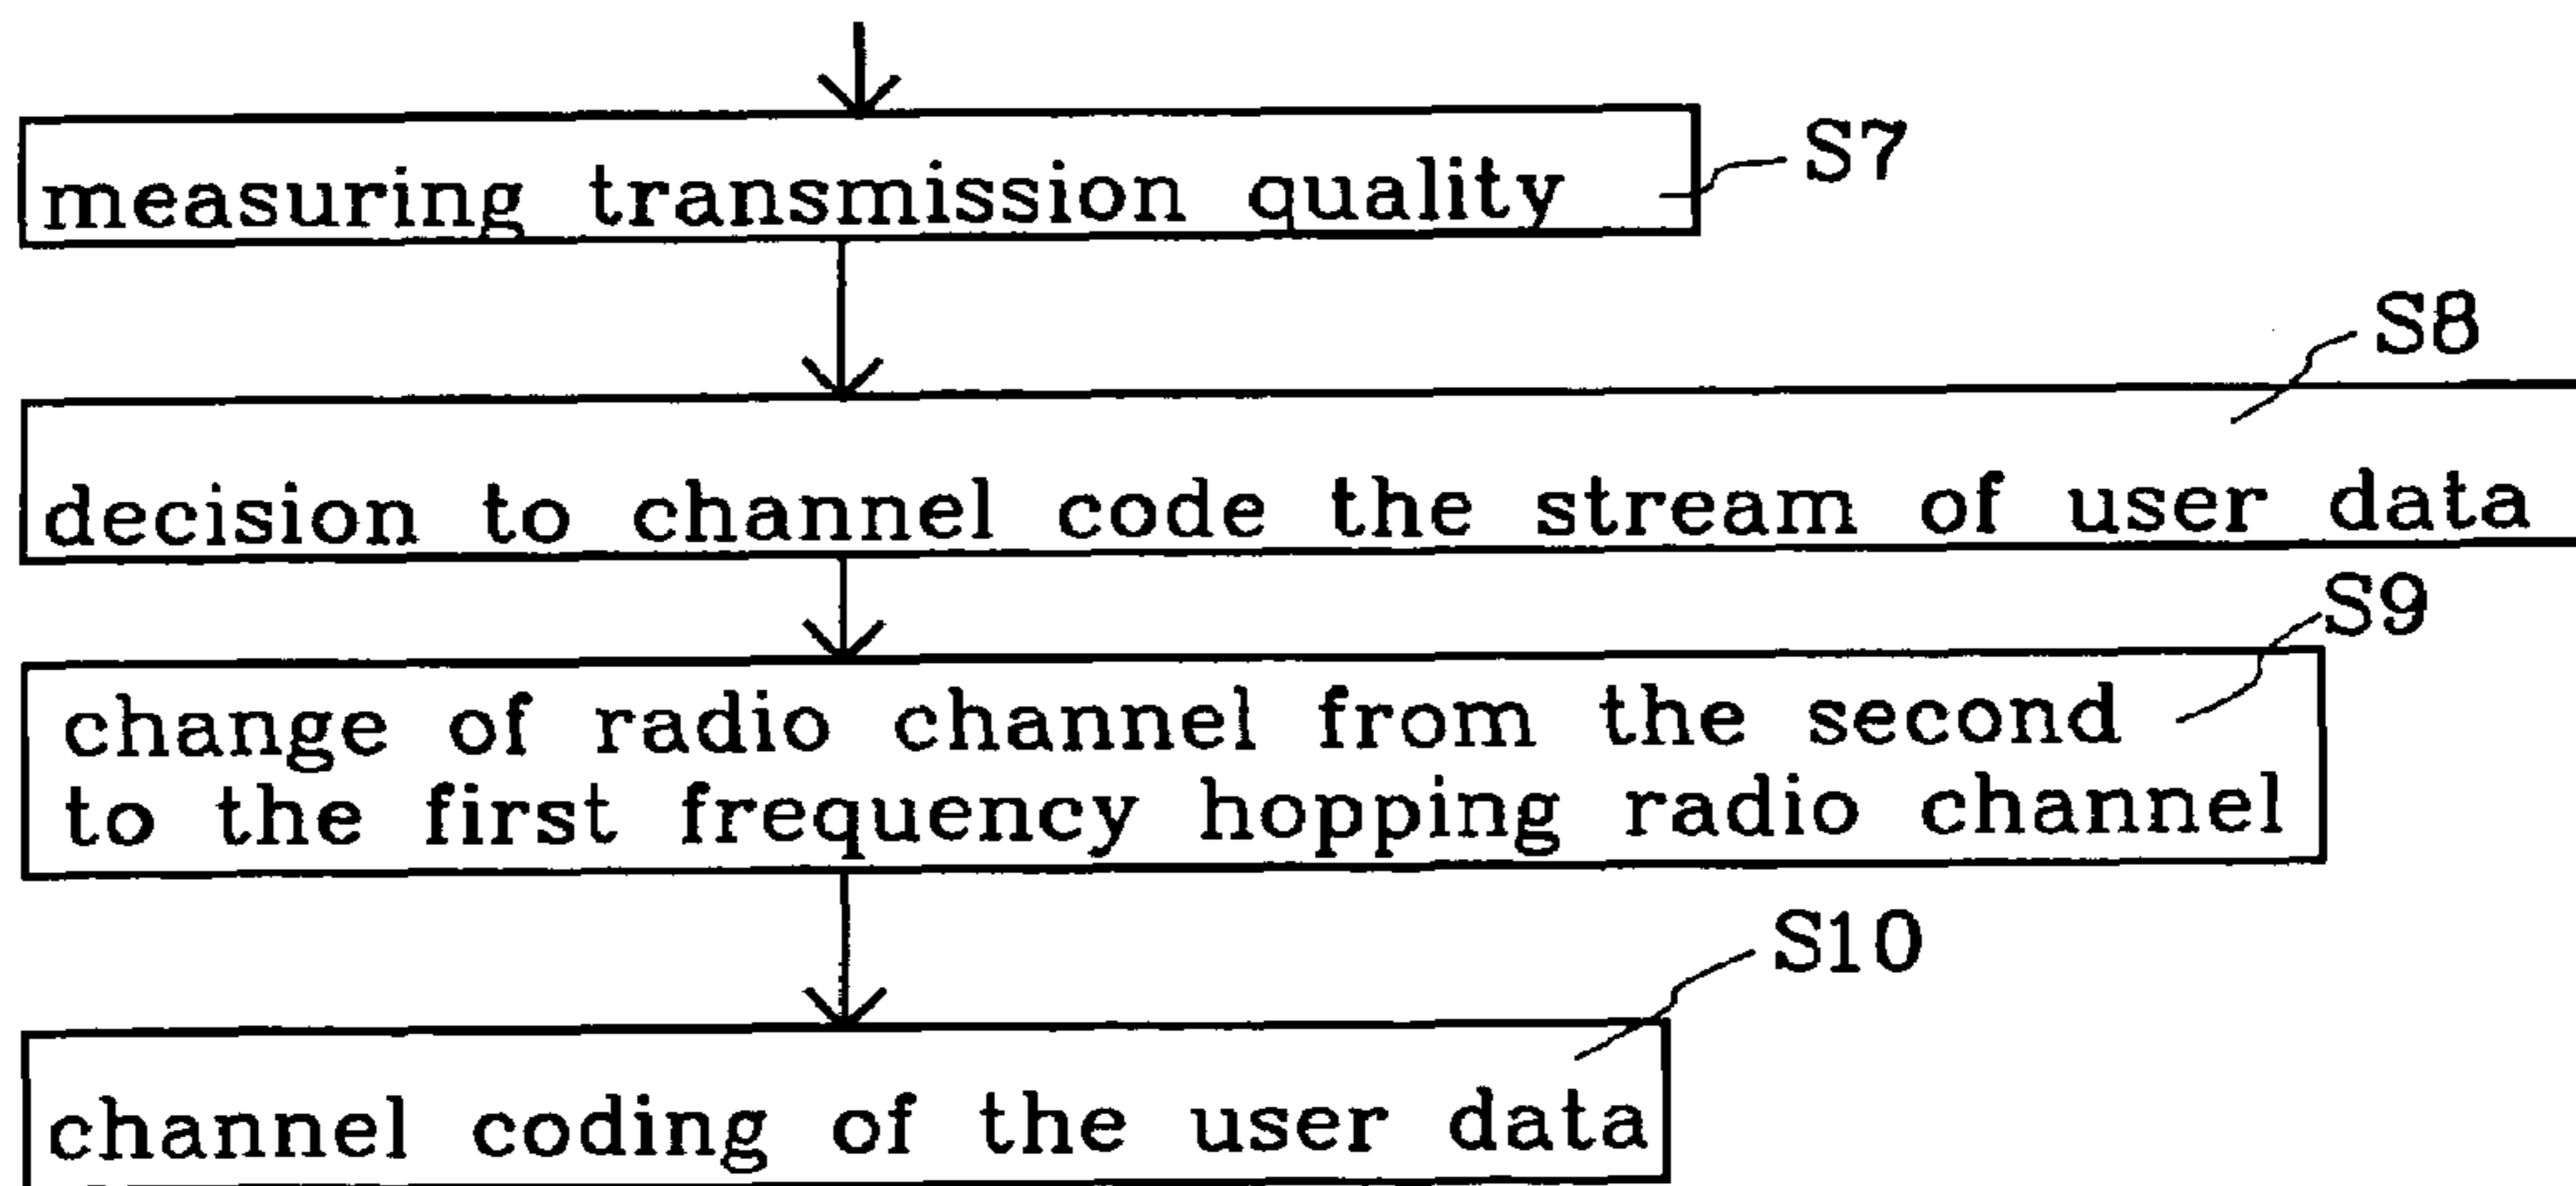 measuring transmission quality
S7
S8
decision to channel code the stream of user data
S9
change of radio channel from the second
to the first frequency hopping radio channel
S10
channel coding of the user data